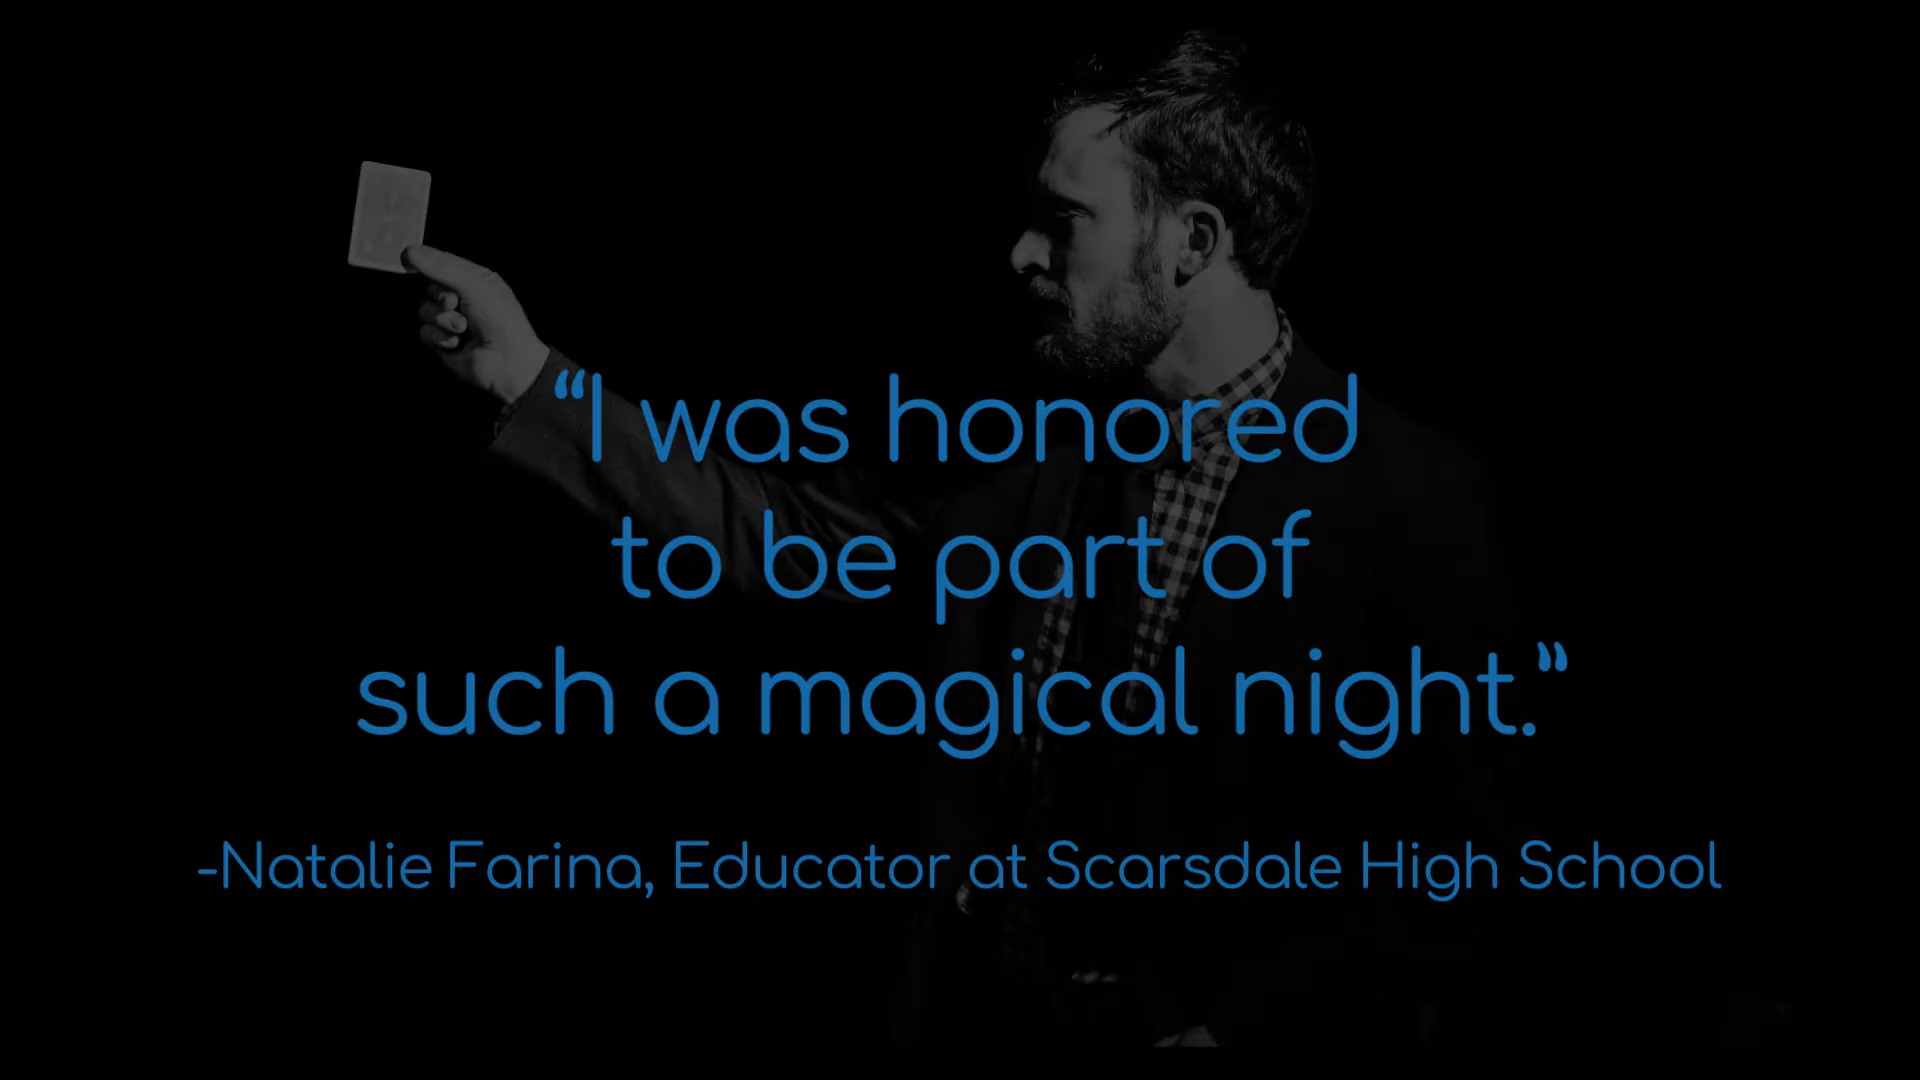 “I was honored
to be part of
such a magical night.”
-Natalie Farina, Educator at Scarsdale High School